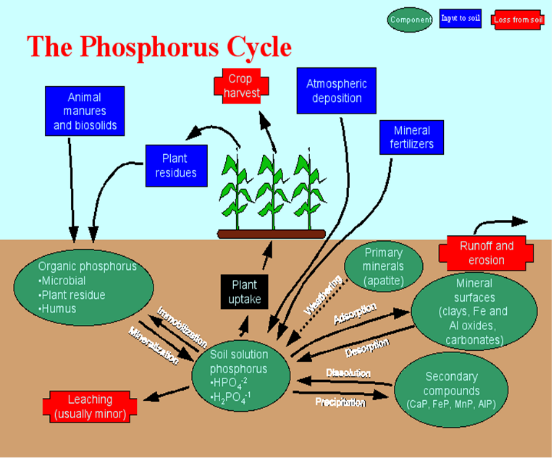 Component
Input to soil
Loss from soil
The Phosphorus Cycle
Animal
manures
and biosolids
Crop
harvest
Atmospheric
deposition
Mineral
fertilizers
Plant
residues
Organic phosphorus
•Microbial
•Plant residue
•Humus
Plant
uptake
Primary
minerals
(apatite)
Runoff and
erosion
Weathering
Mineral
surfaces
(clays, Fe and
Al oxides,
carbonates)
Adsorption
Desorption
Immobilization
Mineralization
Soil solution
phosphorus
•HPO₄⁻²
•H₂PO₄⁻¹
Dissolution
Precipitation
Secondary
compounds
(CaP, FeP, MnP, AlP)
Leaching
(usually minor)